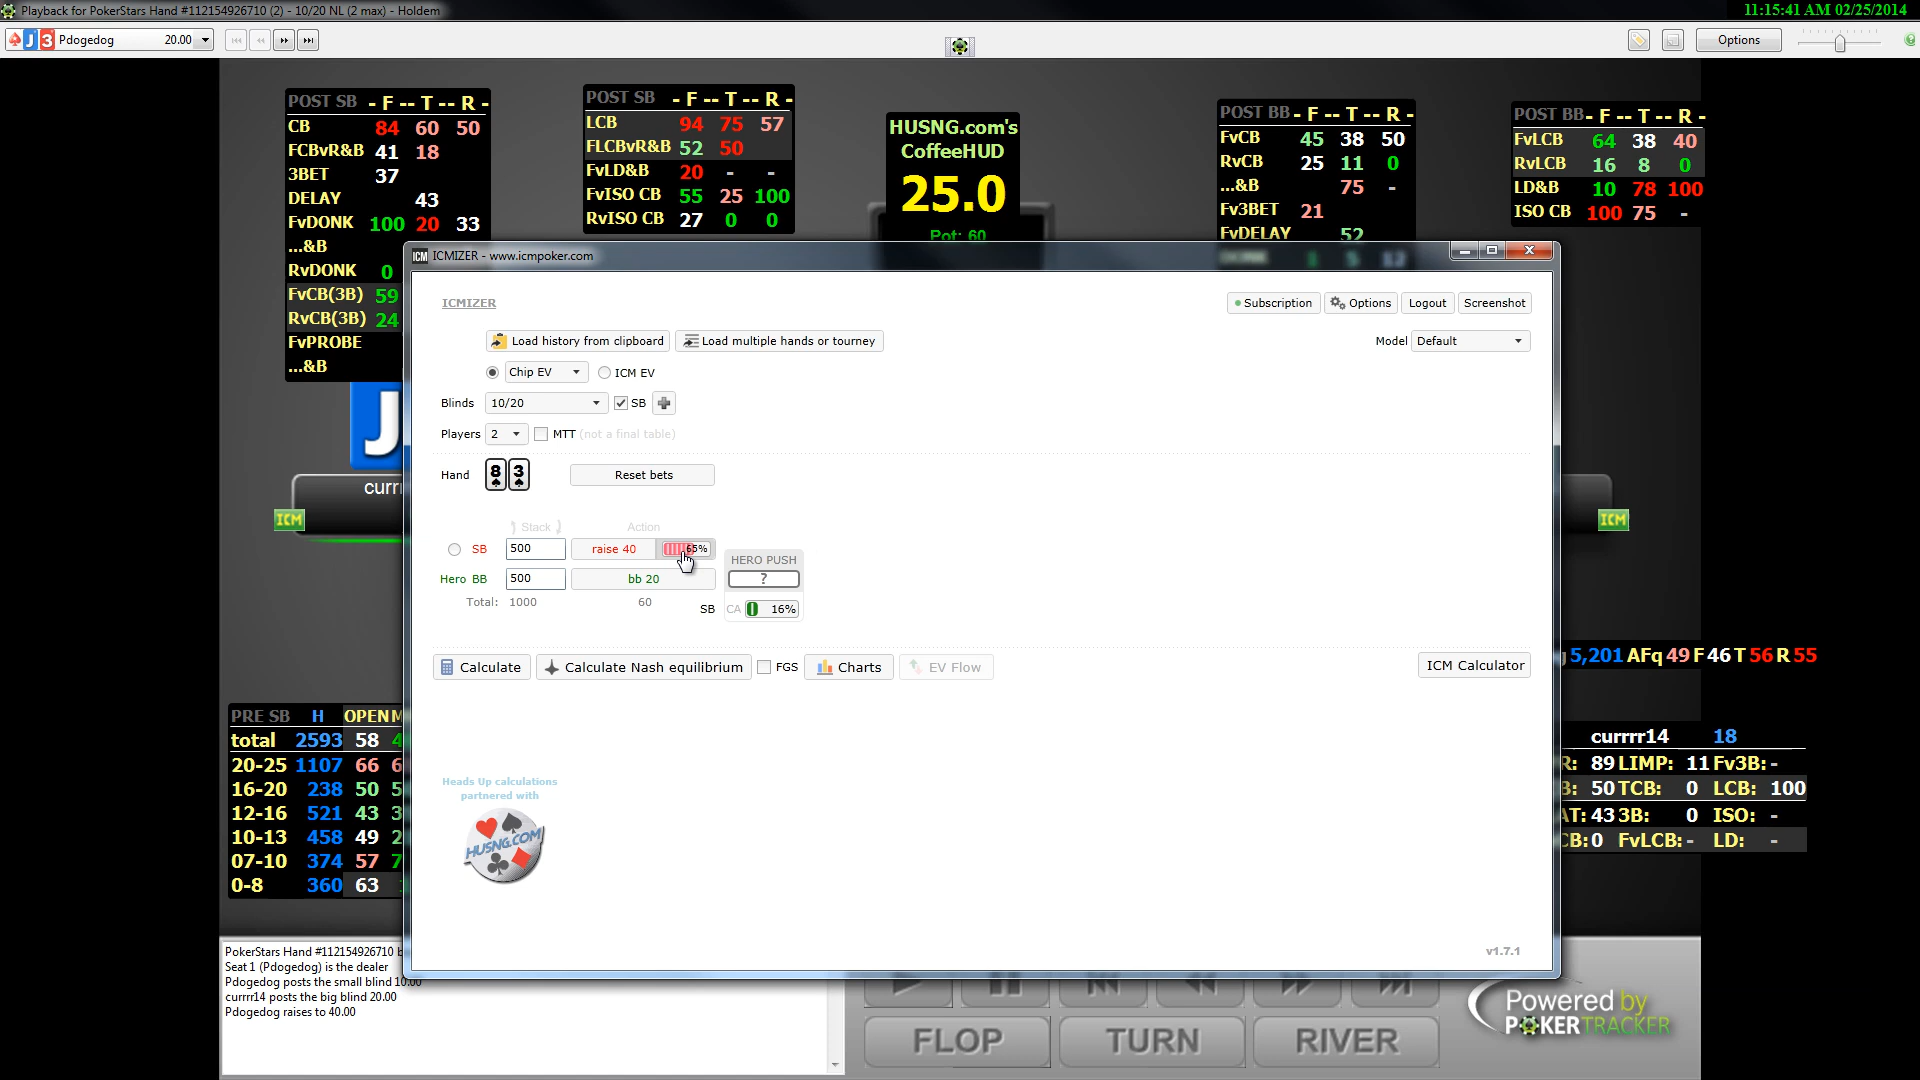 Playback for PokerStars Hand #112154926710 (2) - 10/20 NL (2 max) - Holdem
11:15:41 AM 02/25/2014
J 3 Pdogedog 20.00
Options
POST SB - F -- T -- R -
CB 84 60 50
FCBvR&B 41 18
3BET 37
DELAY 43
FvDONK 100 20 33
...&B
RvDONK 0
FvCB(3B) 59
RvCB(3B) 24
FvPROBE
...&B
POST SB - F -- T -- R -
LCB 94 75 57
FLCBvR&B 52 50
FvLD&B 20 - -
FvISO CB 55 25 100
RvISO CB 27 0 0
HUSNG.com's
CoffeeHUD
25.0
Pot: 60
POST BB - F -- T -- R -
FvCB 45 38 50
RvCB 25 11 0
...&B 75 -
Fv3BET 21
FvDELAY 52
POST BB - F -- T -- R -
FvLCB 64 38 40
RvLCB 16 8 0
LD&B 10 78 100
ISO CB 100 75 -
ICM ICMIZER - www.icmpoker.com
ICMIZER
Subscription Options Logout Screenshot
Load history from clipboard Load multiple hands or tourney
Model Default
Chip EV ICM EV
Blinds 10/20 SB
Players 2 MTT (not a final table)
Hand 8 3 Reset bets
Stack Action
SB 500 raise 40 65%
HERO PUSH
Hero BB 500 bb 20 ?
Total: 1000 60 SB CA 16%
Calculate Calculate Nash equilibrium FGS Charts EV Flow ICM Calculator
Heads Up calculations
partnered with
HUSNG.COM
v1.7.1
J
curr
ICM
ICM
5,201 AFq 49 F 46 T 56 R 55
PRE SB H OPEN
total 2593 58 4
20-25 1107 66 6
16-20 238 50 5
12-16 521 43 3
10-13 458 49 2
07-10 374 57 7
0-8 360 63
currrr14 18
R: 89 LIMP: 11 Fv3B: -
B: 50 TCB: 0 LCB: 100
AT: 43 3B: 0 ISO: -
CB: 0 FvLCB: - LD: -
PokerStars Hand #112154926710
Seat 1 (Pdogedog) is the dealer
Pdogedog posts the small blind 10.00
currrr14 posts the big blind 20.00
Pdogedog raises to 40.00
FLOP TURN RIVER
Powered by
POKERTRACKER